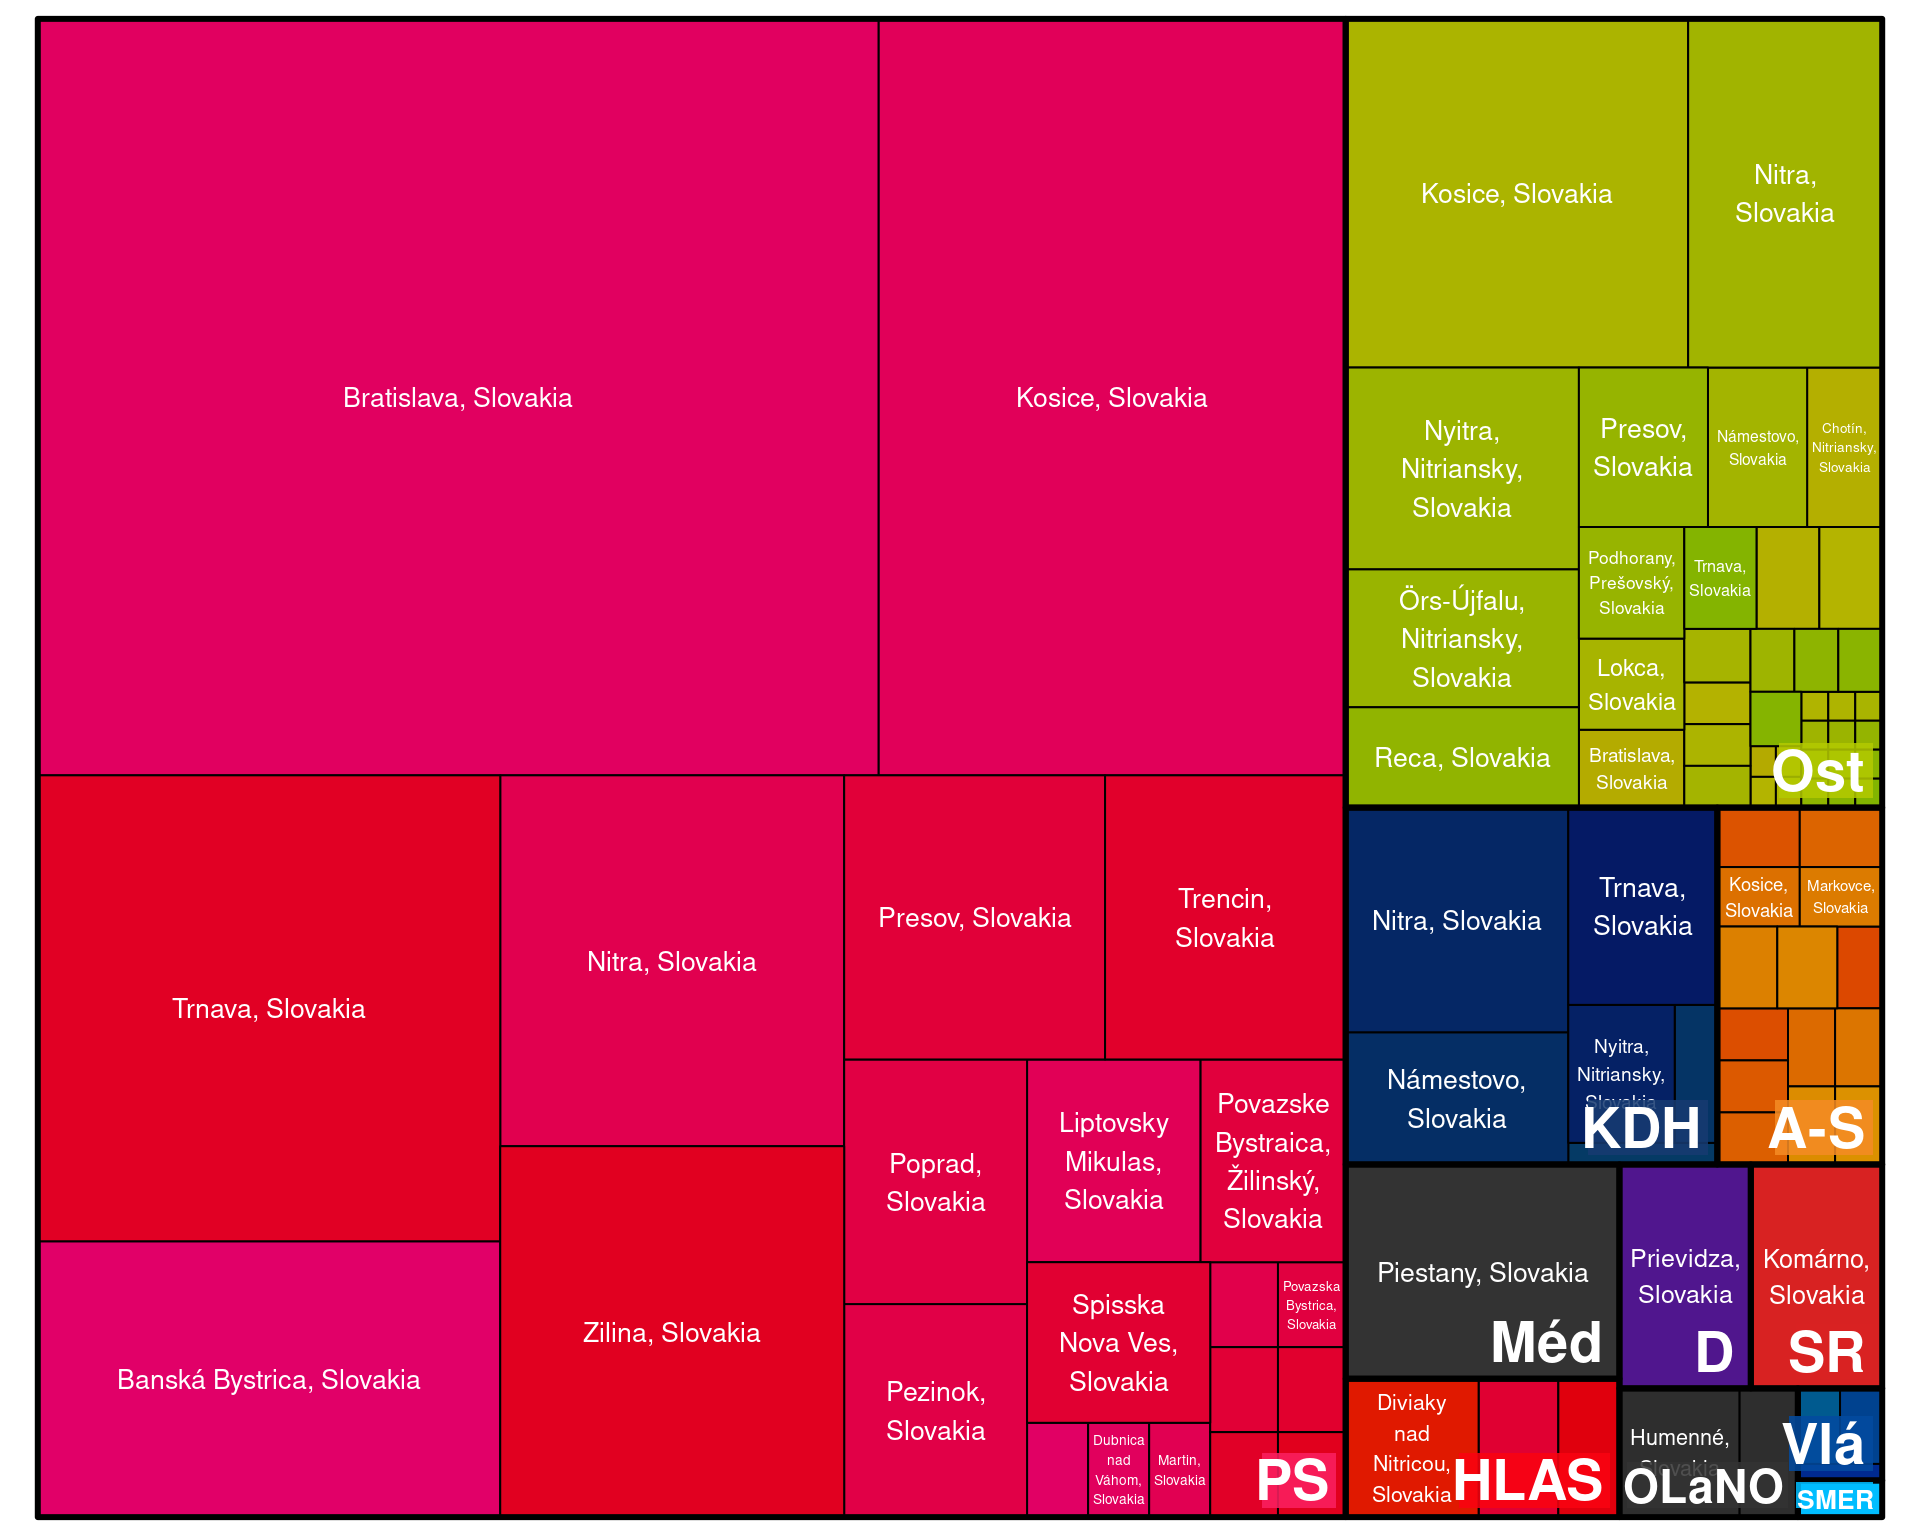 Bratislava, Slovakia
Kosice, Slovakia
Trnava, Slovakia
Banská Bystrica, Slovakia
Nitra, Slovakia
Zilina, Slovakia
Presov, Slovakia
Trencin,
Slovakia
Poprad,
Slovakia
Pezinok,
Slovakia
Liptovsky
Mikulas,
Slovakia
Povazske
Bystraica,
Žilinský,
Slovakia
Spisska
Nova Ves,
Slovakia
Povazska
Bystrica,
Slovakia
Dubnica
nad
Váhom,
Slovakia
Martin,
Slovakia
PS
Kosice, Slovakia
Nitra,
Slovakia
Nyitra,
Nitriansky,
Slovakia
Örs-Újfalu,
Nitriansky,
Slovakia
Reca, Slovakia
Presov,
Slovakia
Námestovo,
Slovakia
Chotín,
Nitriansky,
Slovakia
Podhorany,
Prešovský,
Slovakia
Trnava,
Slovakia
Lokca,
Slovakia
Bratislava,
Slovakia
Ost
Nitra, Slovakia
Námestovo,
Slovakia
Trnava,
Slovakia
Nyitra,
Nitriansky,
Slovakia
KDH
Kosice,
Slovakia
Markovce,
Slovakia
A-S
Piestany, Slovakia
Méd
Prievidza,
Slovakia
D
Komárno,
Slovakia
SR
Diviaky
nad
Nitricou,
Slovakia
HLAS
Humenné,
Slovakia
OLaNO
Vlá
SMER